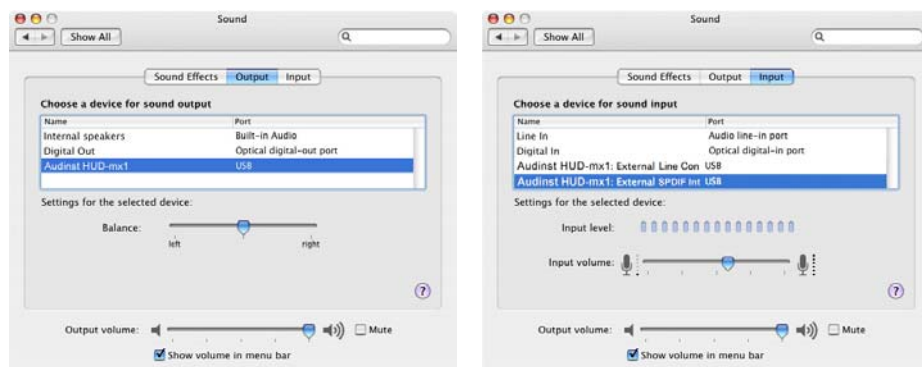 Sound
Show All
Sound Effects Output Input
Choose a device for sound output
Name Port
Internal speakers Built-in Audio
Digital Out Optical digital-out port
Audinst HUD-mx1 USB
Settings for the selected device:
Balance:
left right
?
Output volume: Mute
Show volume in menu bar
Sound
Show All
Sound Effects Output Input
Choose a device for sound input
Name Port
Line In Audio line-in port
Digital In Optical digital-in port
Audinst HUD-mx1: External Line Con USB
Audinst HUD-mx1: External SPDIF Int USB
Settings for the selected device:
Input level:
Input volume:
?
Output volume: Mute
Show volume in menu bar